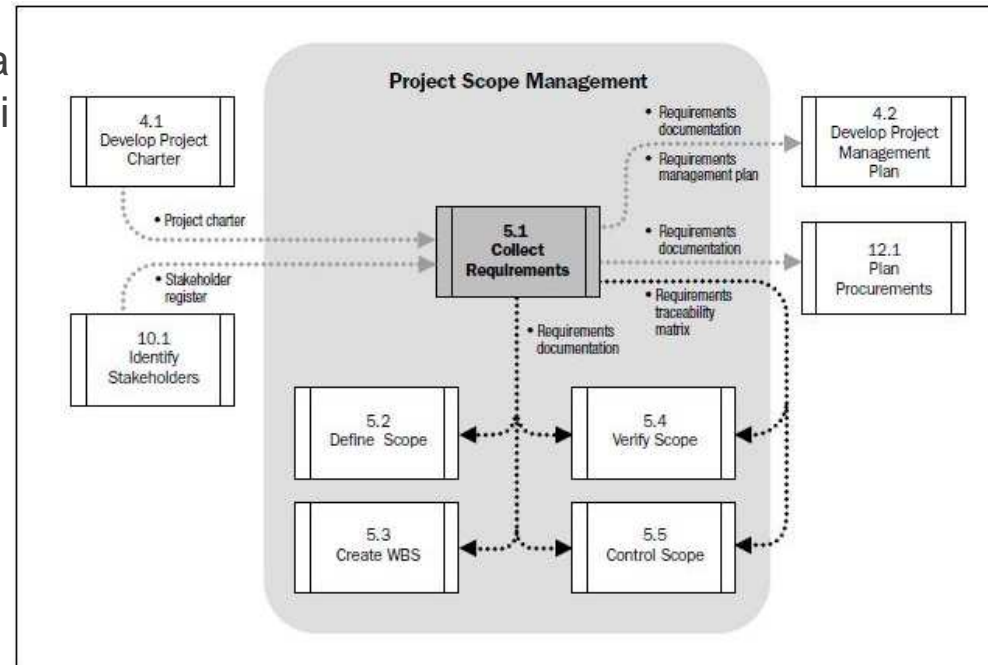 a
i
Project Scope Management
4.1
Develop Project
Charter
• Project charter
• Stakeholder
register
10.1
Identify
Stakeholders
5.1
Collect
Requirements
• Requirements
documentation
• Requirements
management plan
4.2
Develop Project
Management
Plan
• Requirements
documentation
12.1
Plan
Procurements
• Requirements
traceability
matrix
• Requirements
documentation
5.2
Define Scope
5.4
Verify Scope
5.3
Create WBS
5.5
Control Scope